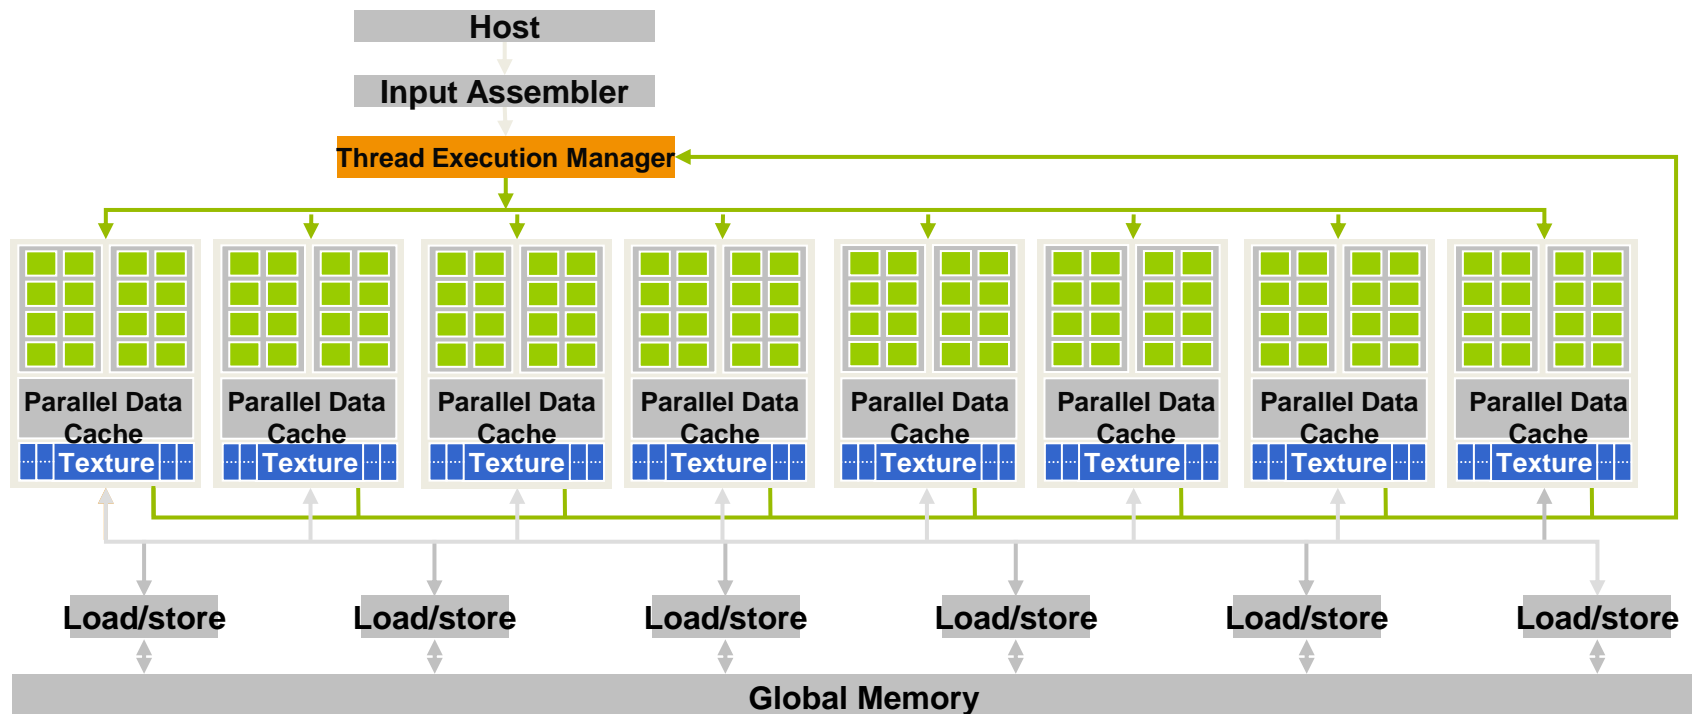 Host
Input Assembler
Thread Execution Manager
Parallel Data Cache
Parallel Data Cache
Parallel Data Cache
Parallel Data Cache
Parallel Data Cache
Parallel Data Cache
Parallel Data Cache
Parallel Data Cache
... ... Texture ... ...
... ... Texture ... ...
... ... Texture ... ...
... ... Texture ... ...
... ... Texture ... ...
... ... Texture ... ...
... ... Texture ... ...
... ... Texture ... ...
Load/store
Load/store
Load/store
Load/store
Load/store
Load/store
Global Memory